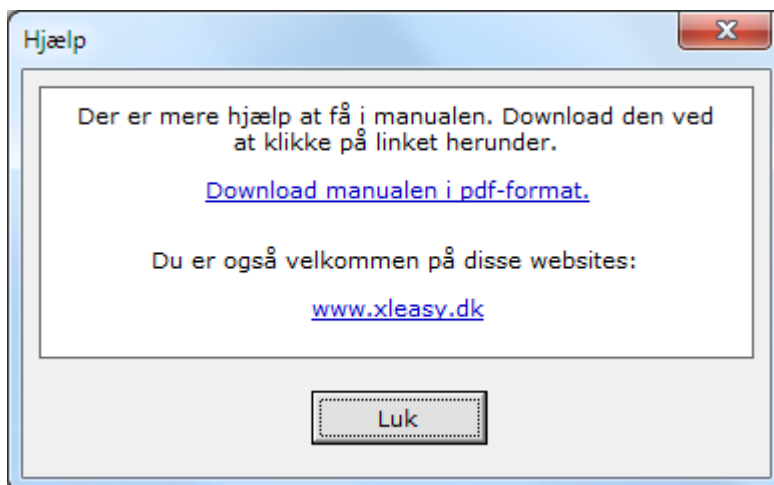 Hjælp
Der er mere hjælp at få i manualen. Download den ved
at klikke på linket herunder.
Download manualen i pdf-format.
Du er også velkommen på disse websites:
www.xleasy.dk
Luk